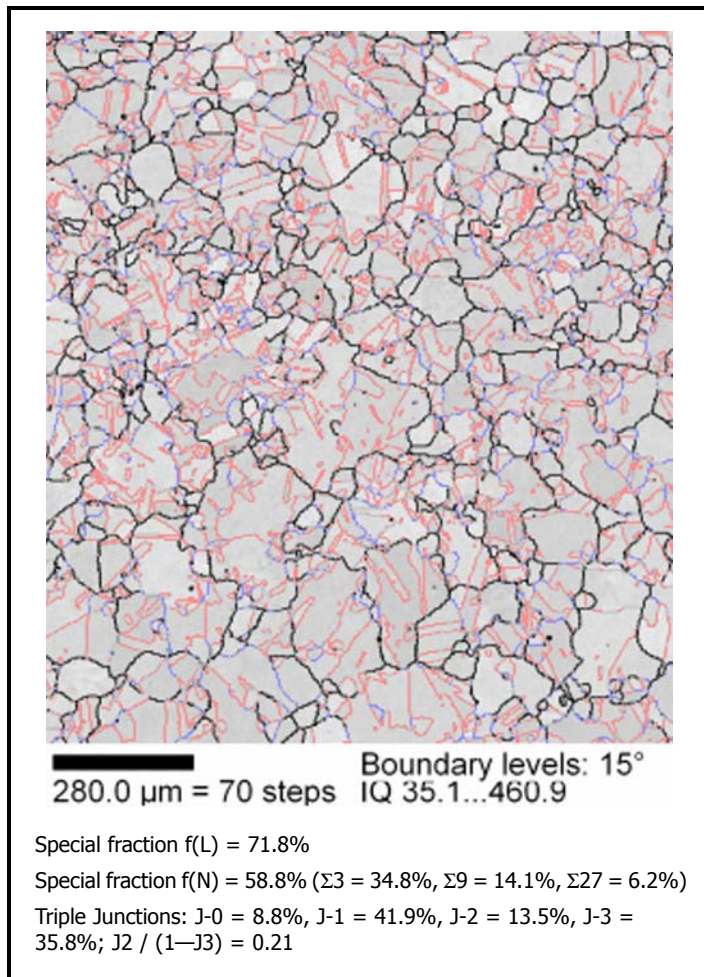 280.0 µm = 70 steps
Boundary levels: 15°
IQ 35.1...460.9
Special fraction f(L) = 71.8%
Special fraction f(N) = 58.8% (Σ3 = 34.8%, Σ9 = 14.1%, Σ27 = 6.2%)
Triple Junctions: J-0 = 8.8%, J-1 = 41.9%, J-2 = 13.5%, J-3 =
35.8%; J2 / (1—J3) = 0.21